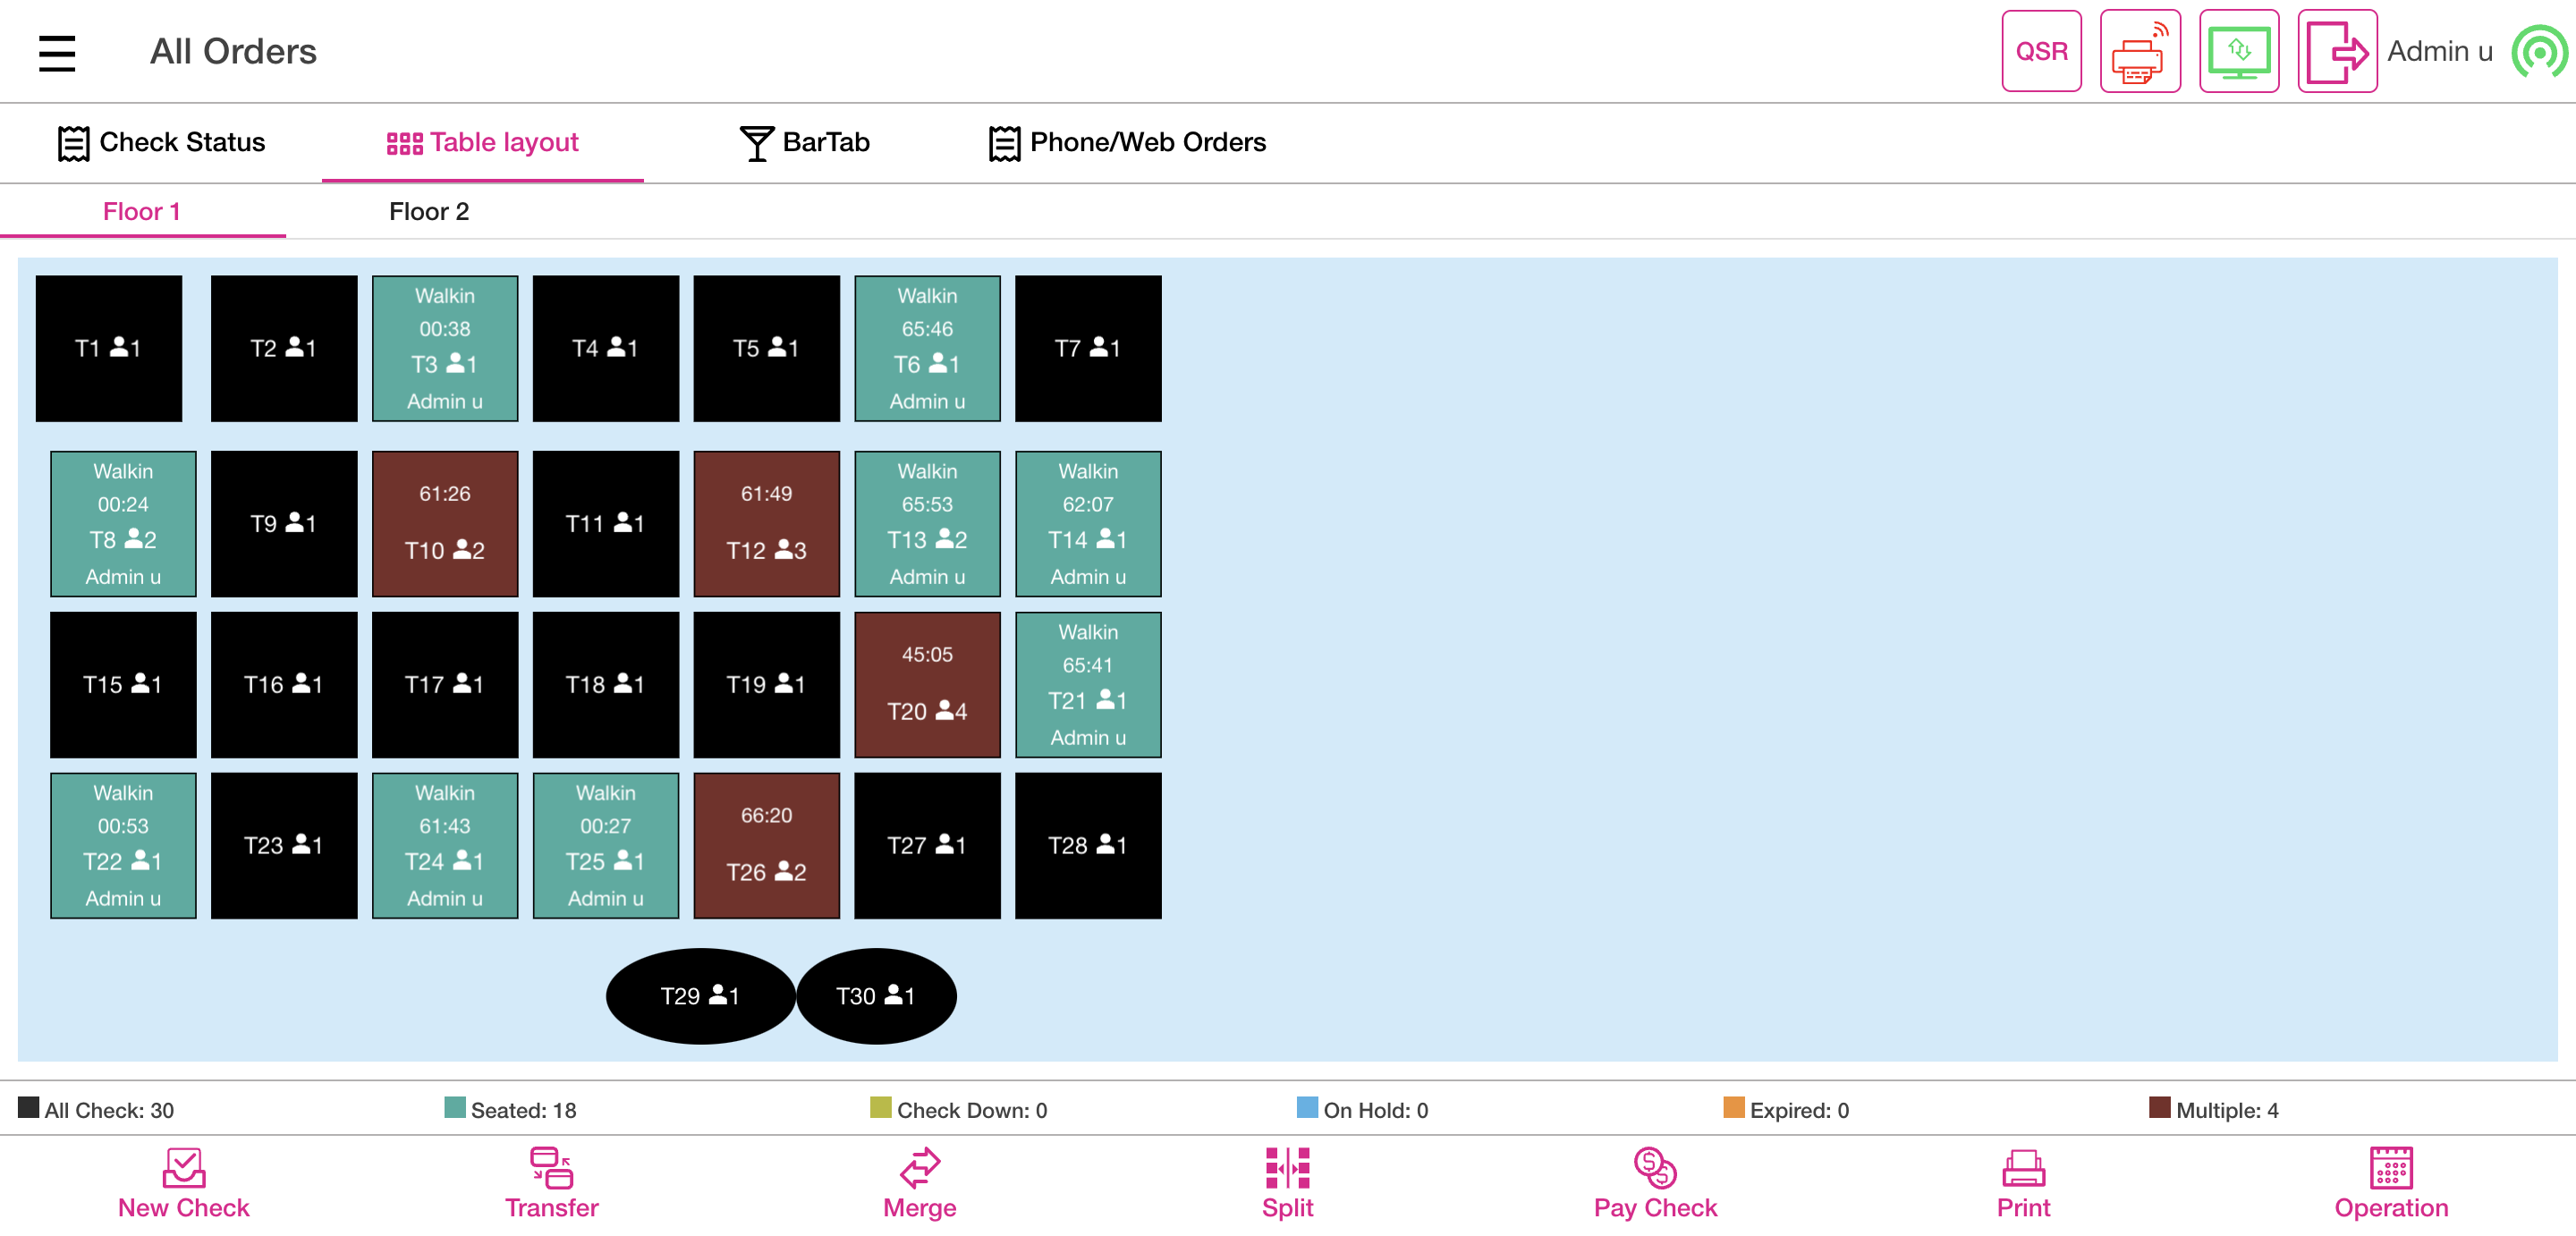 All Orders
QSR
Admin u
Check Status
Table layout
BarTab
Phone/Web Orders
Floor 1
Floor 2
T1 1
T2 1
Walkin
00:38
T3 1
Admin u
T4 1
T5 1
Walkin
65:46
T6 1
Admin u
T7 1
Walkin
00:24
T8 2
Admin u
T9 1
61:26
T10 2
T11 1
61:49
T12 3
Walkin
65:53
T13 2
Admin u
Walkin
62:07
T14 1
Admin u
T15 1
T16 1
T17 1
T18 1
T19 1
45:05
T20 4
Walkin
65:41
T21 1
Admin u
Walkin
00:53
T22 1
Admin u
T23 1
Walkin
61:43
T24 1
Admin u
Walkin
00:27
T25 1
Admin u
66:20
T26 2
T27 1
T28 1
T29 1
T30 1
All Check: 30
Seated: 18
Check Down: 0
On Hold: 0
Expired: 0
Multiple: 4
New Check
Transfer
Merge
Split
Pay Check
Print
Operation